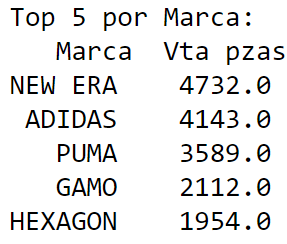 Top 5 por Marca:
Marca Vta pzas
NEW ERA 4732.0
ADIDAS 4143.0
PUMA 3589.0
GAMO 2112.0
HEXAGON 1954.0